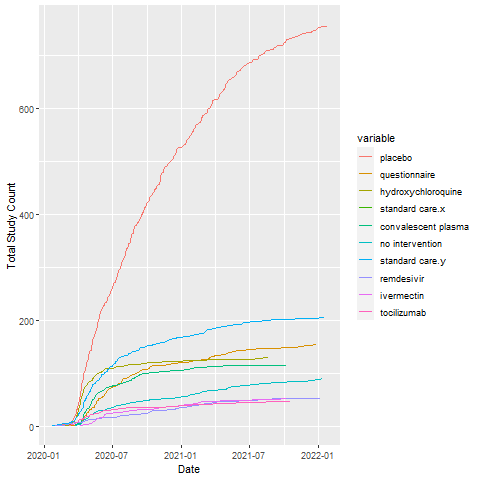 Total Study Count
600
400
200
0
2020-01
2020-07
2021-01
2021-07
2022-01
Date
variable
placebo
questionnaire
hydroxychloroquine
standard care.x
convalescent plasma
no intervention
standard care.y
remdesivir
ivermectin
tocilizumab